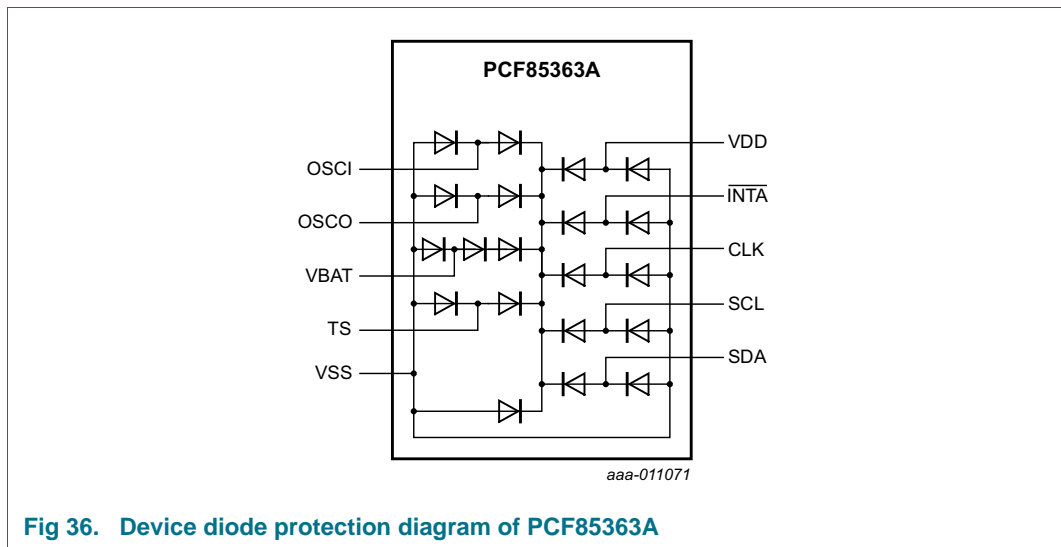 PCF85363A
OSCI
OSCO
VBAT
TS
VSS
VDD
INTA
CLK
SCL
SDA
aaa-011071
Fig 36. Device diode protection diagram of PCF85363A